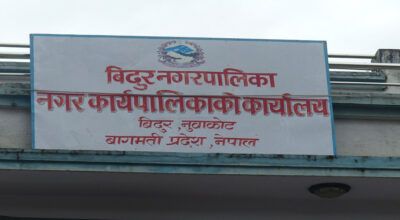 बिदुर नगरपालिका
नगर कार्यपालिकाको कार्यालय
बिदुर ,नुवाकोट
बागमती प्रदेश ,नेपाल